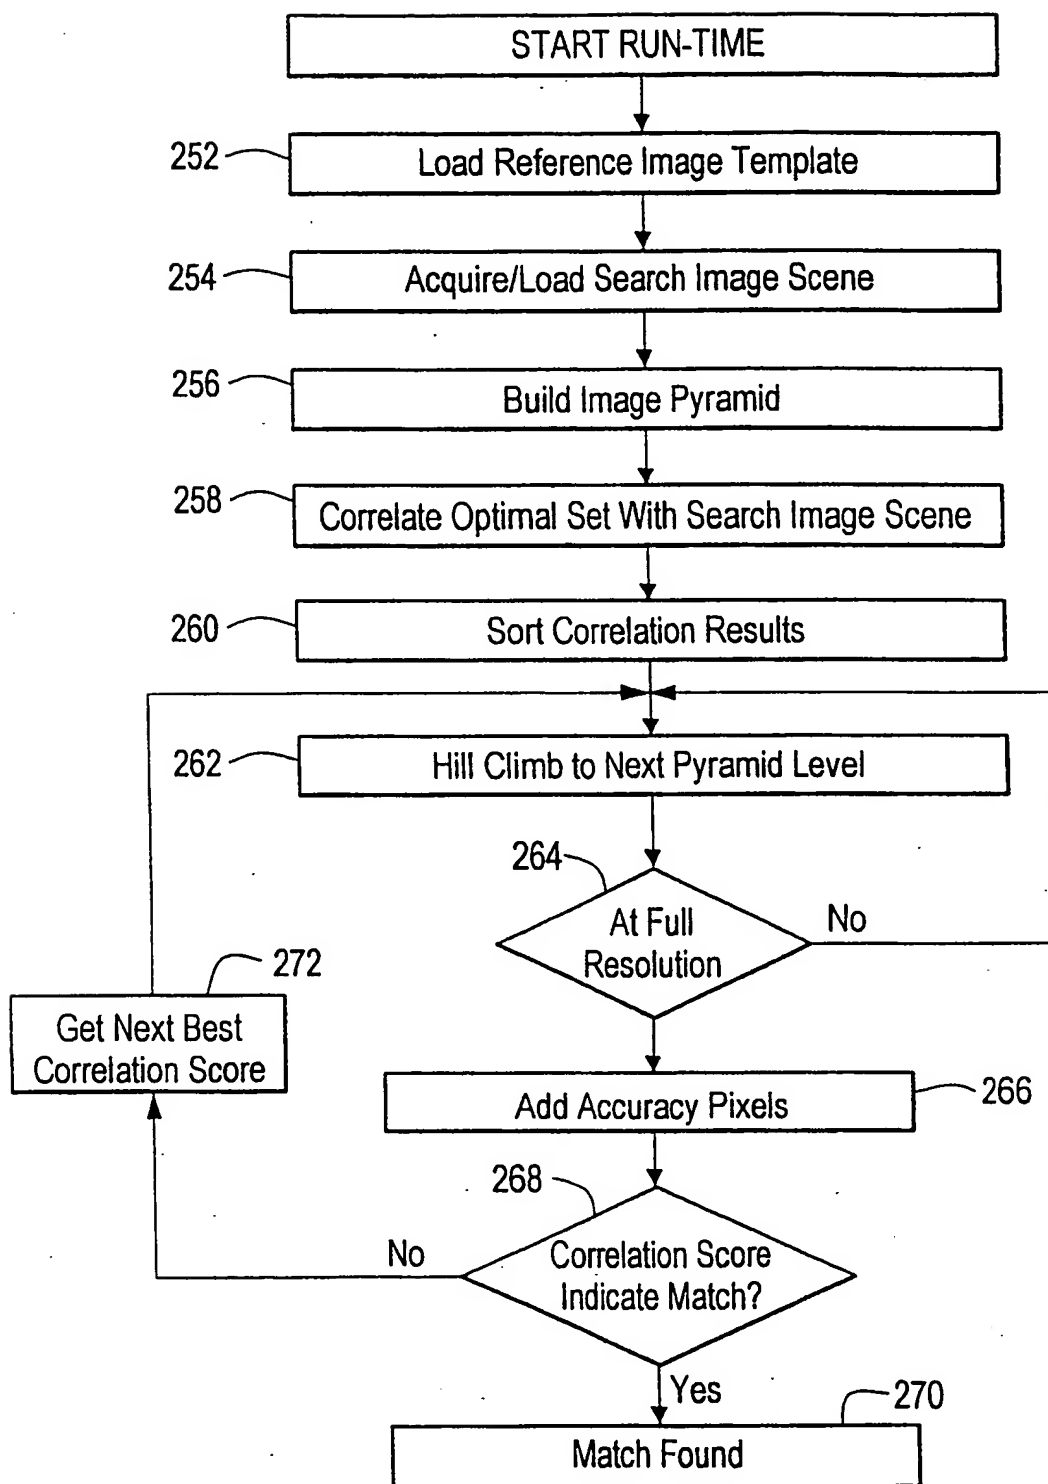 START RUN-TIME
252
Load Reference Image Template
254
Acquire/Load Search Image Scene
256
Build Image Pyramid
258
Correlate Optimal Set With Search Image Scene
260
Sort Correlation Results
262
Hill Climb to Next Pyramid Level
264
At Full
Resolution
No
272
Get Next Best
Correlation Score
Add Accuracy Pixels
266
268
No
Correlation Score
Indicate Match?
Yes
270
Match Found